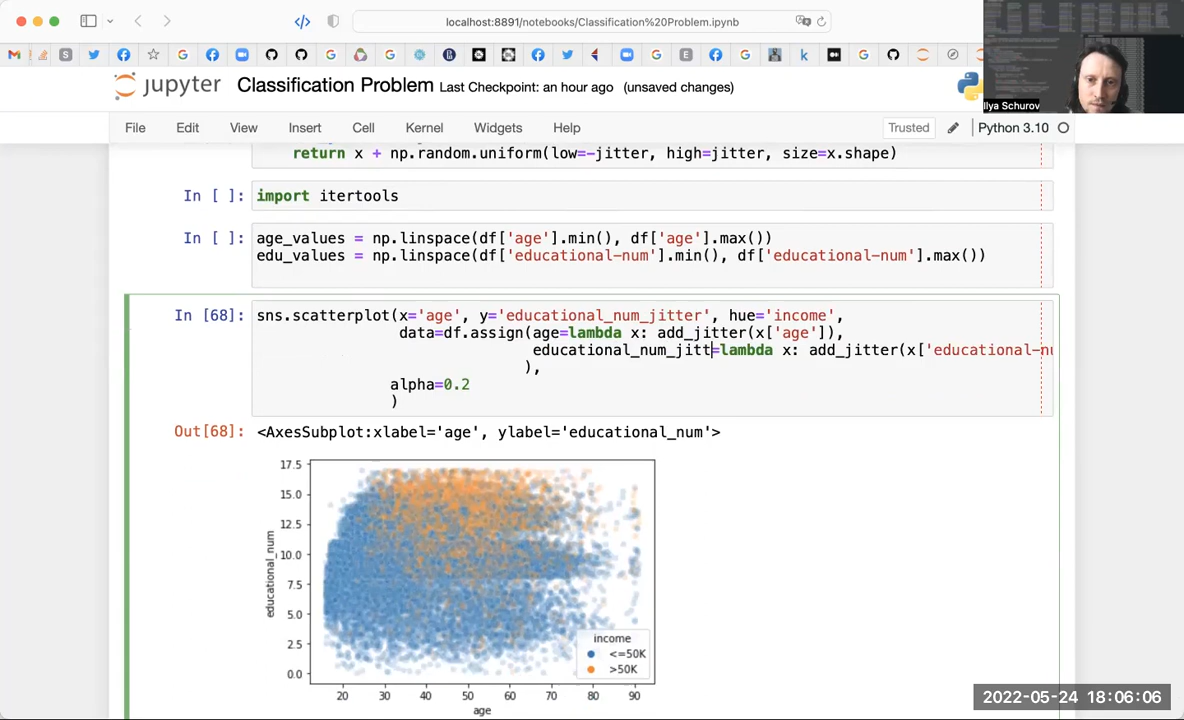 localhost:8891/notebooks/Classification%20Problem.ipynb
jupyter Classification Problem Last Checkpoint: an hour ago (unsaved changes)
Ilya Schurov
File Edit View Insert Cell Kernel Widgets Help Trusted Python 3.10
return x + np.random.uniform(low=-jitter, high=jitter, size=x.shape)
In [ ]: import itertools
In [ ]: age_values = np.linspace(df['age'].min(), df['age'].max())
edu_values = np.linspace(df['educational-num'].min(), df['educational-num'].max())
In [68]: sns.scatterplot(x='age', y='educational_num_jitter', hue='income',
data=df.assign(age=lambda x: add_jitter(x['age']),
educational_num_jitt=lambda x: add_jitter(x['educational-nu
),
alpha=0.2
)
Out[68]: <AxesSubplot:xlabel='age', ylabel='educational_num'>
17.5
15.0
12.5
10.0
7.5
5.0
2.5
0.0
educational_num
income
<=50K
>50K
20 30 40 50 60 70 80 90
age
2022-05-24 18:06:06